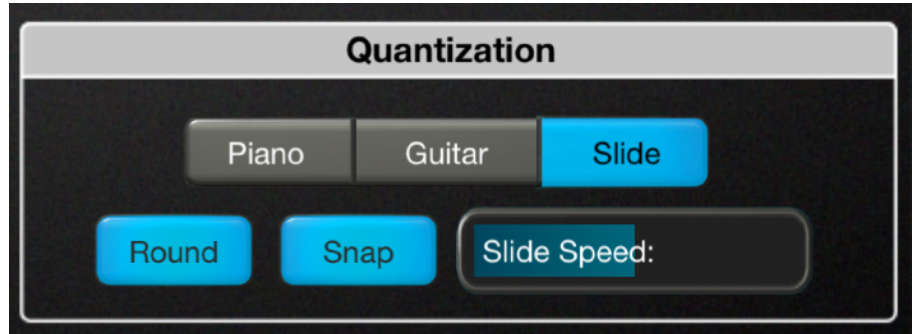 Quantization
Piano Guitar Slide
Round Snap Slide Speed: